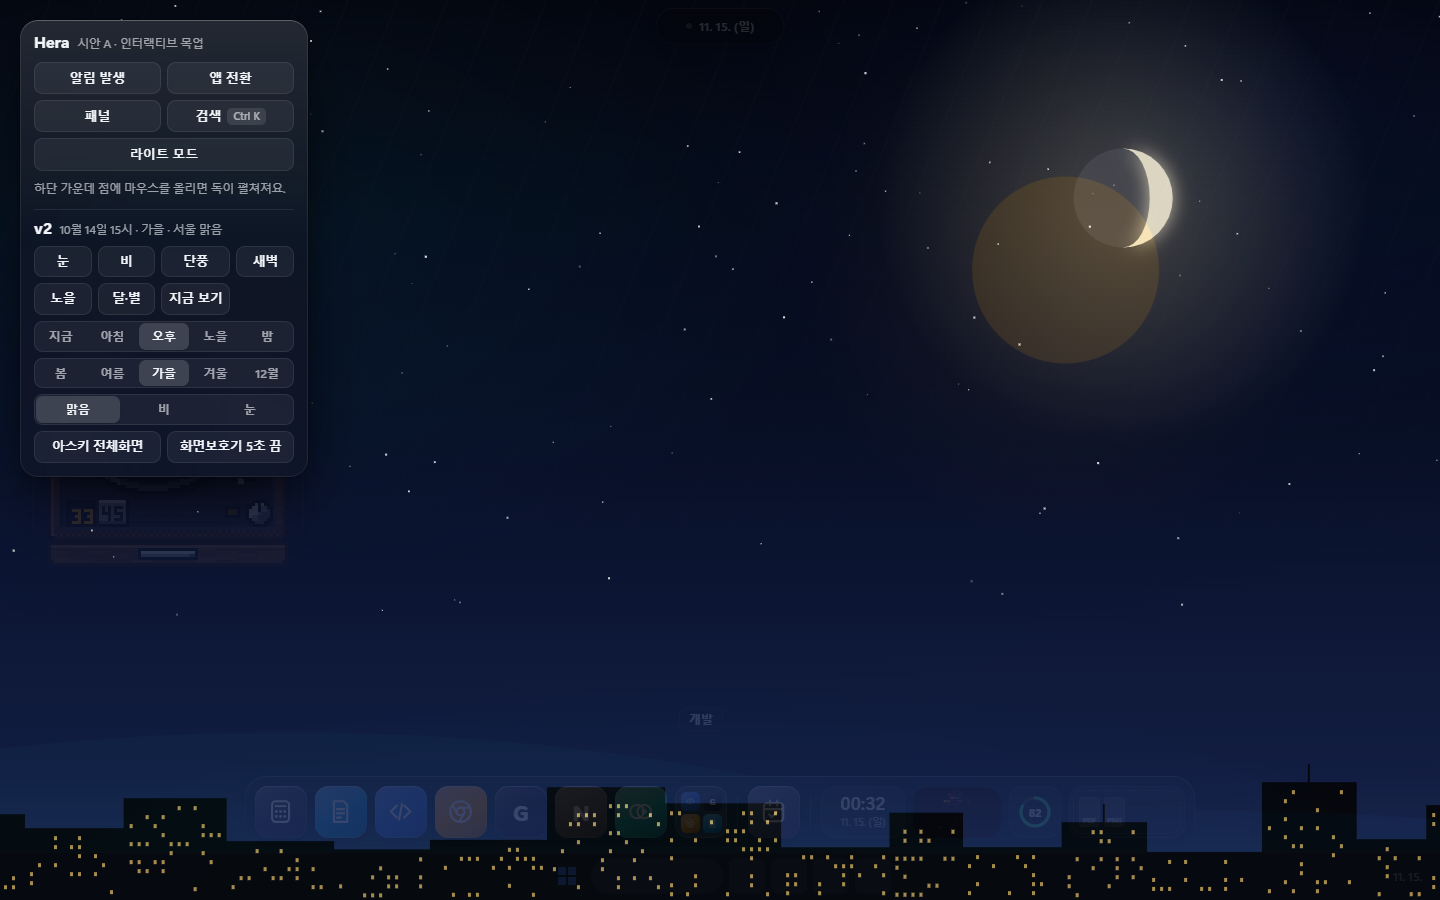 11. 15. (일)
Hera 시안 A · 인터랙티브 목업
알림 발생 앱 전환
패널 검색 Ctrl K
라이트 모드
하단 가운데 점에 마우스를 올리면 독이 펼쳐져요.
v2 10월 14일 15시 · 가을 · 서울 맑음
눈 비 단풍 새벽
노을 달·별 지금 보기
지금 아침 오후 노을 밤
봄 여름 가을 겨울 12월
맑음 비 눈
아스키 전체화면 화면보호기 5초 끔
33 45
개발
G N G 00:32 82
11. 15. (일)
11. 15.